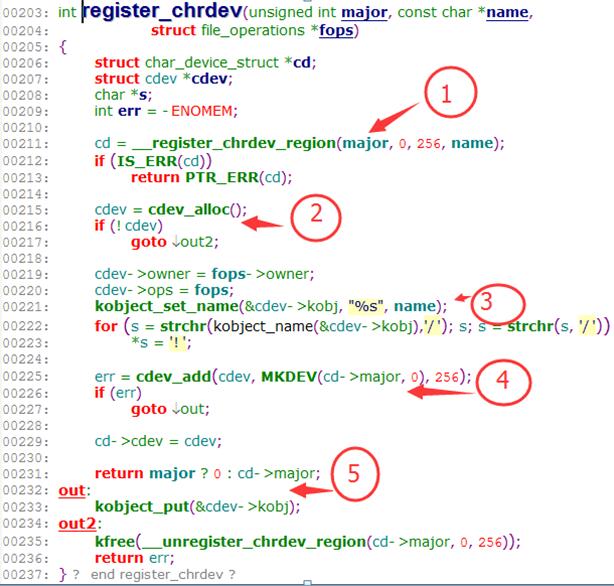 00203: int register_chrdev(unsigned int major, const char *name,
00204: struct file_operations *fops)
00205: {
00206: struct char_device_struct *cd;
00207: struct cdev *cdev;
00208: char *s;
00209: int err = - ENOMEM;
00210:
00211: cd = __register_chrdev_region(major, 0, 256, name);
00212: if (IS_ERR(cd))
00213: return PTR_ERR(cd);
00214:
00215: cdev = cdev_alloc();
00216: if (! cdev)
00217: goto ↓out2;
00218:
00219: cdev->owner = fops->owner;
00220: cdev->ops = fops;
00221: kobject_set_name(&cdev->kobj, "%s", name);
00222: for (s = strchr(kobject_name(&cdev->kobj),'/'); s; s = strchr(s, '/'))
00223: *s = '!';
00224:
00225: err = cdev_add(cdev, MKDEV(cd->major, 0), 256);
00226: if (err)
00227: goto ↓out;
00228:
00229: cd->cdev = cdev;
00230:
00231: return major ? 0 : cd->major;
00232: out:
00233: kobject_put(&cdev->kobj);
00234: out2:
00235: kfree(__unregister_chrdev_region(cd->major, 0, 256));
00236: return err;
00237: } ? end register_chrdev ?
1
2
3
4
5